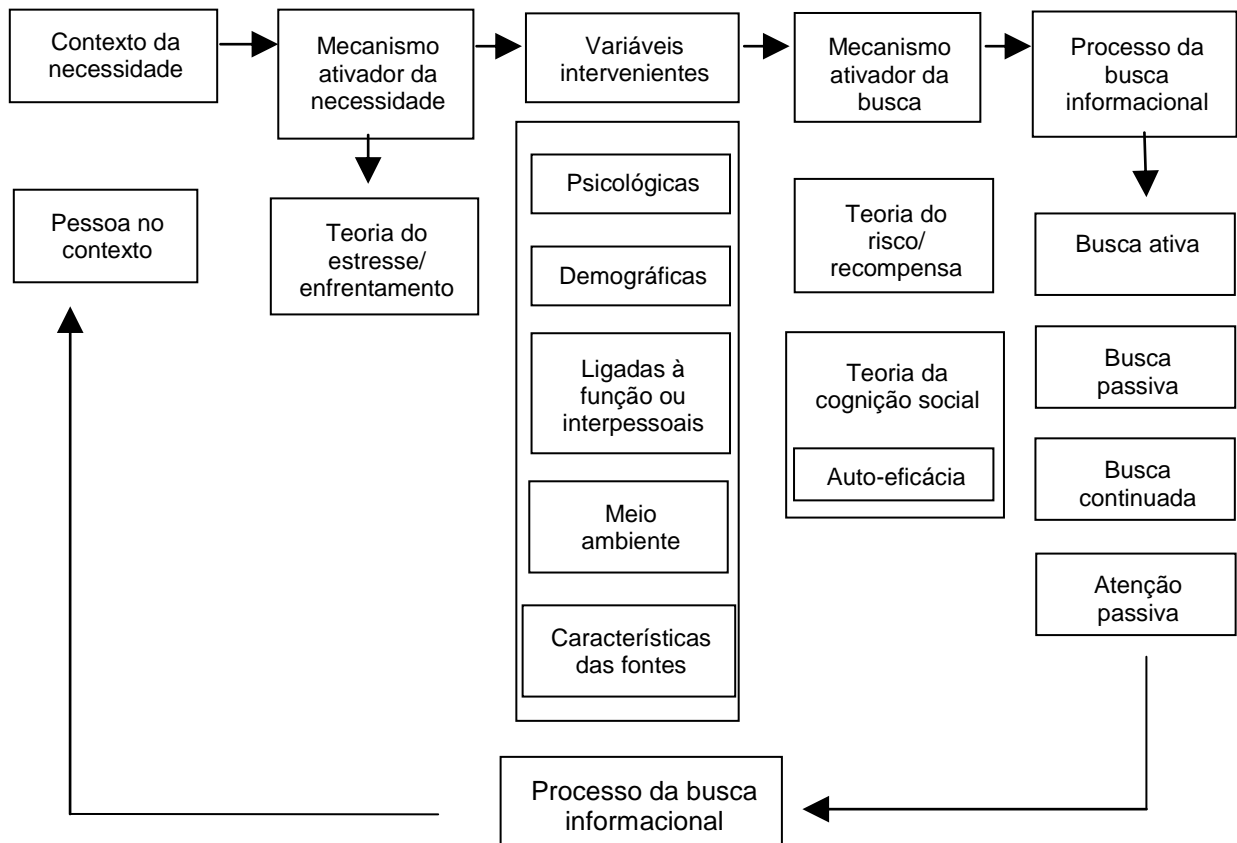 Contexto da
necessidade
Mecanismo
ativador da
necessidade
Variáveis
intervenientes
Mecanismo
ativador da
busca
Processo da
busca
informacional
Pessoa no
contexto
Teoria do
estresse/
enfrentamento
Psicológicas
Demográficas
Ligadas à
função ou
interpessoais
Meio
ambiente
Características
das fontes
Teoria do
risco/
recompensa
Teoria da
cognição social
Auto-eficácia
Busca ativa
Busca
passiva
Busca
continuada
Atenção
passiva
Processo da busca
informacional